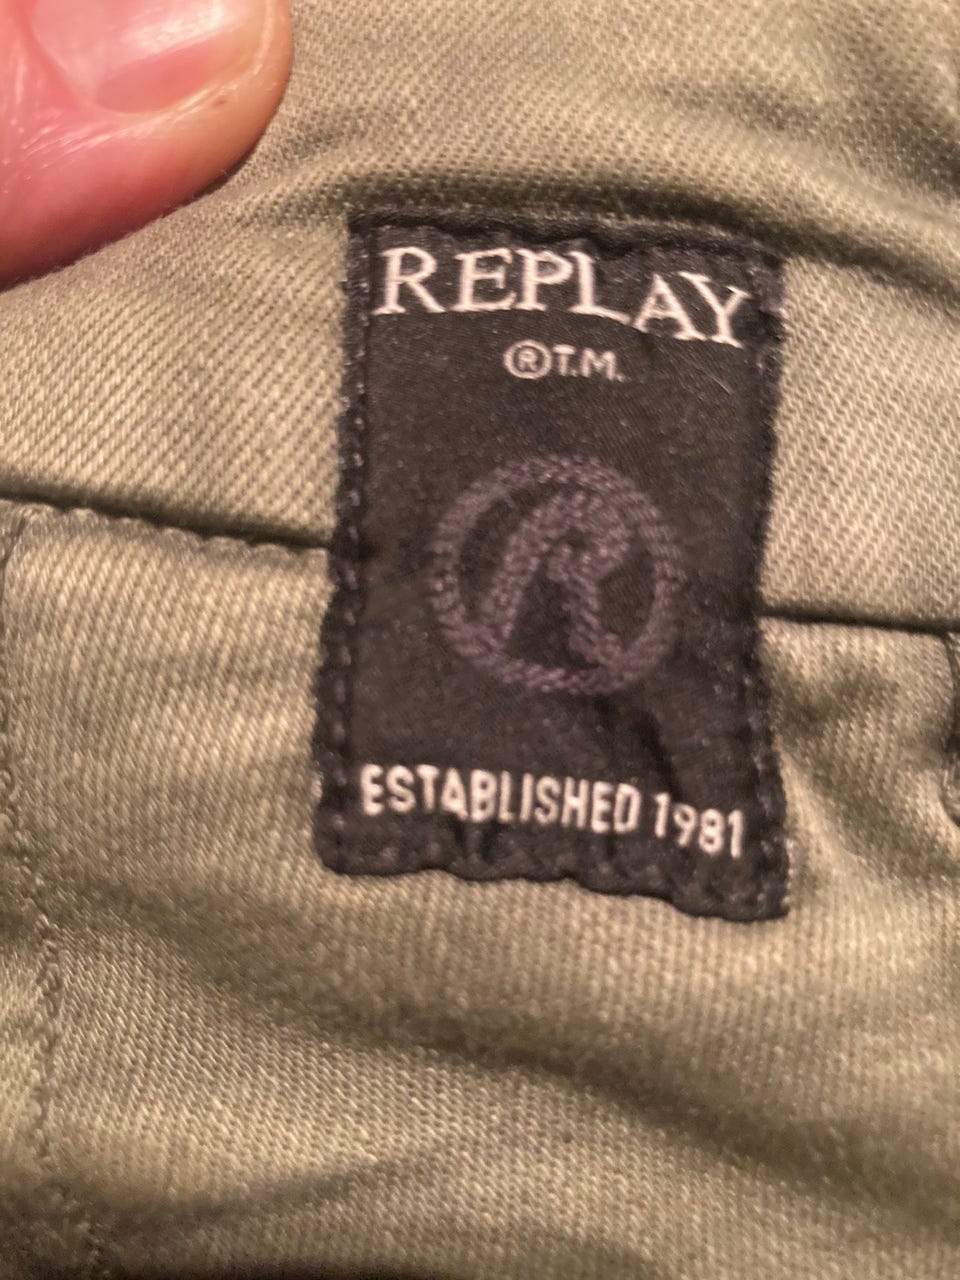 REPLAY
®T.M.
R
ESTABLISHED 1981